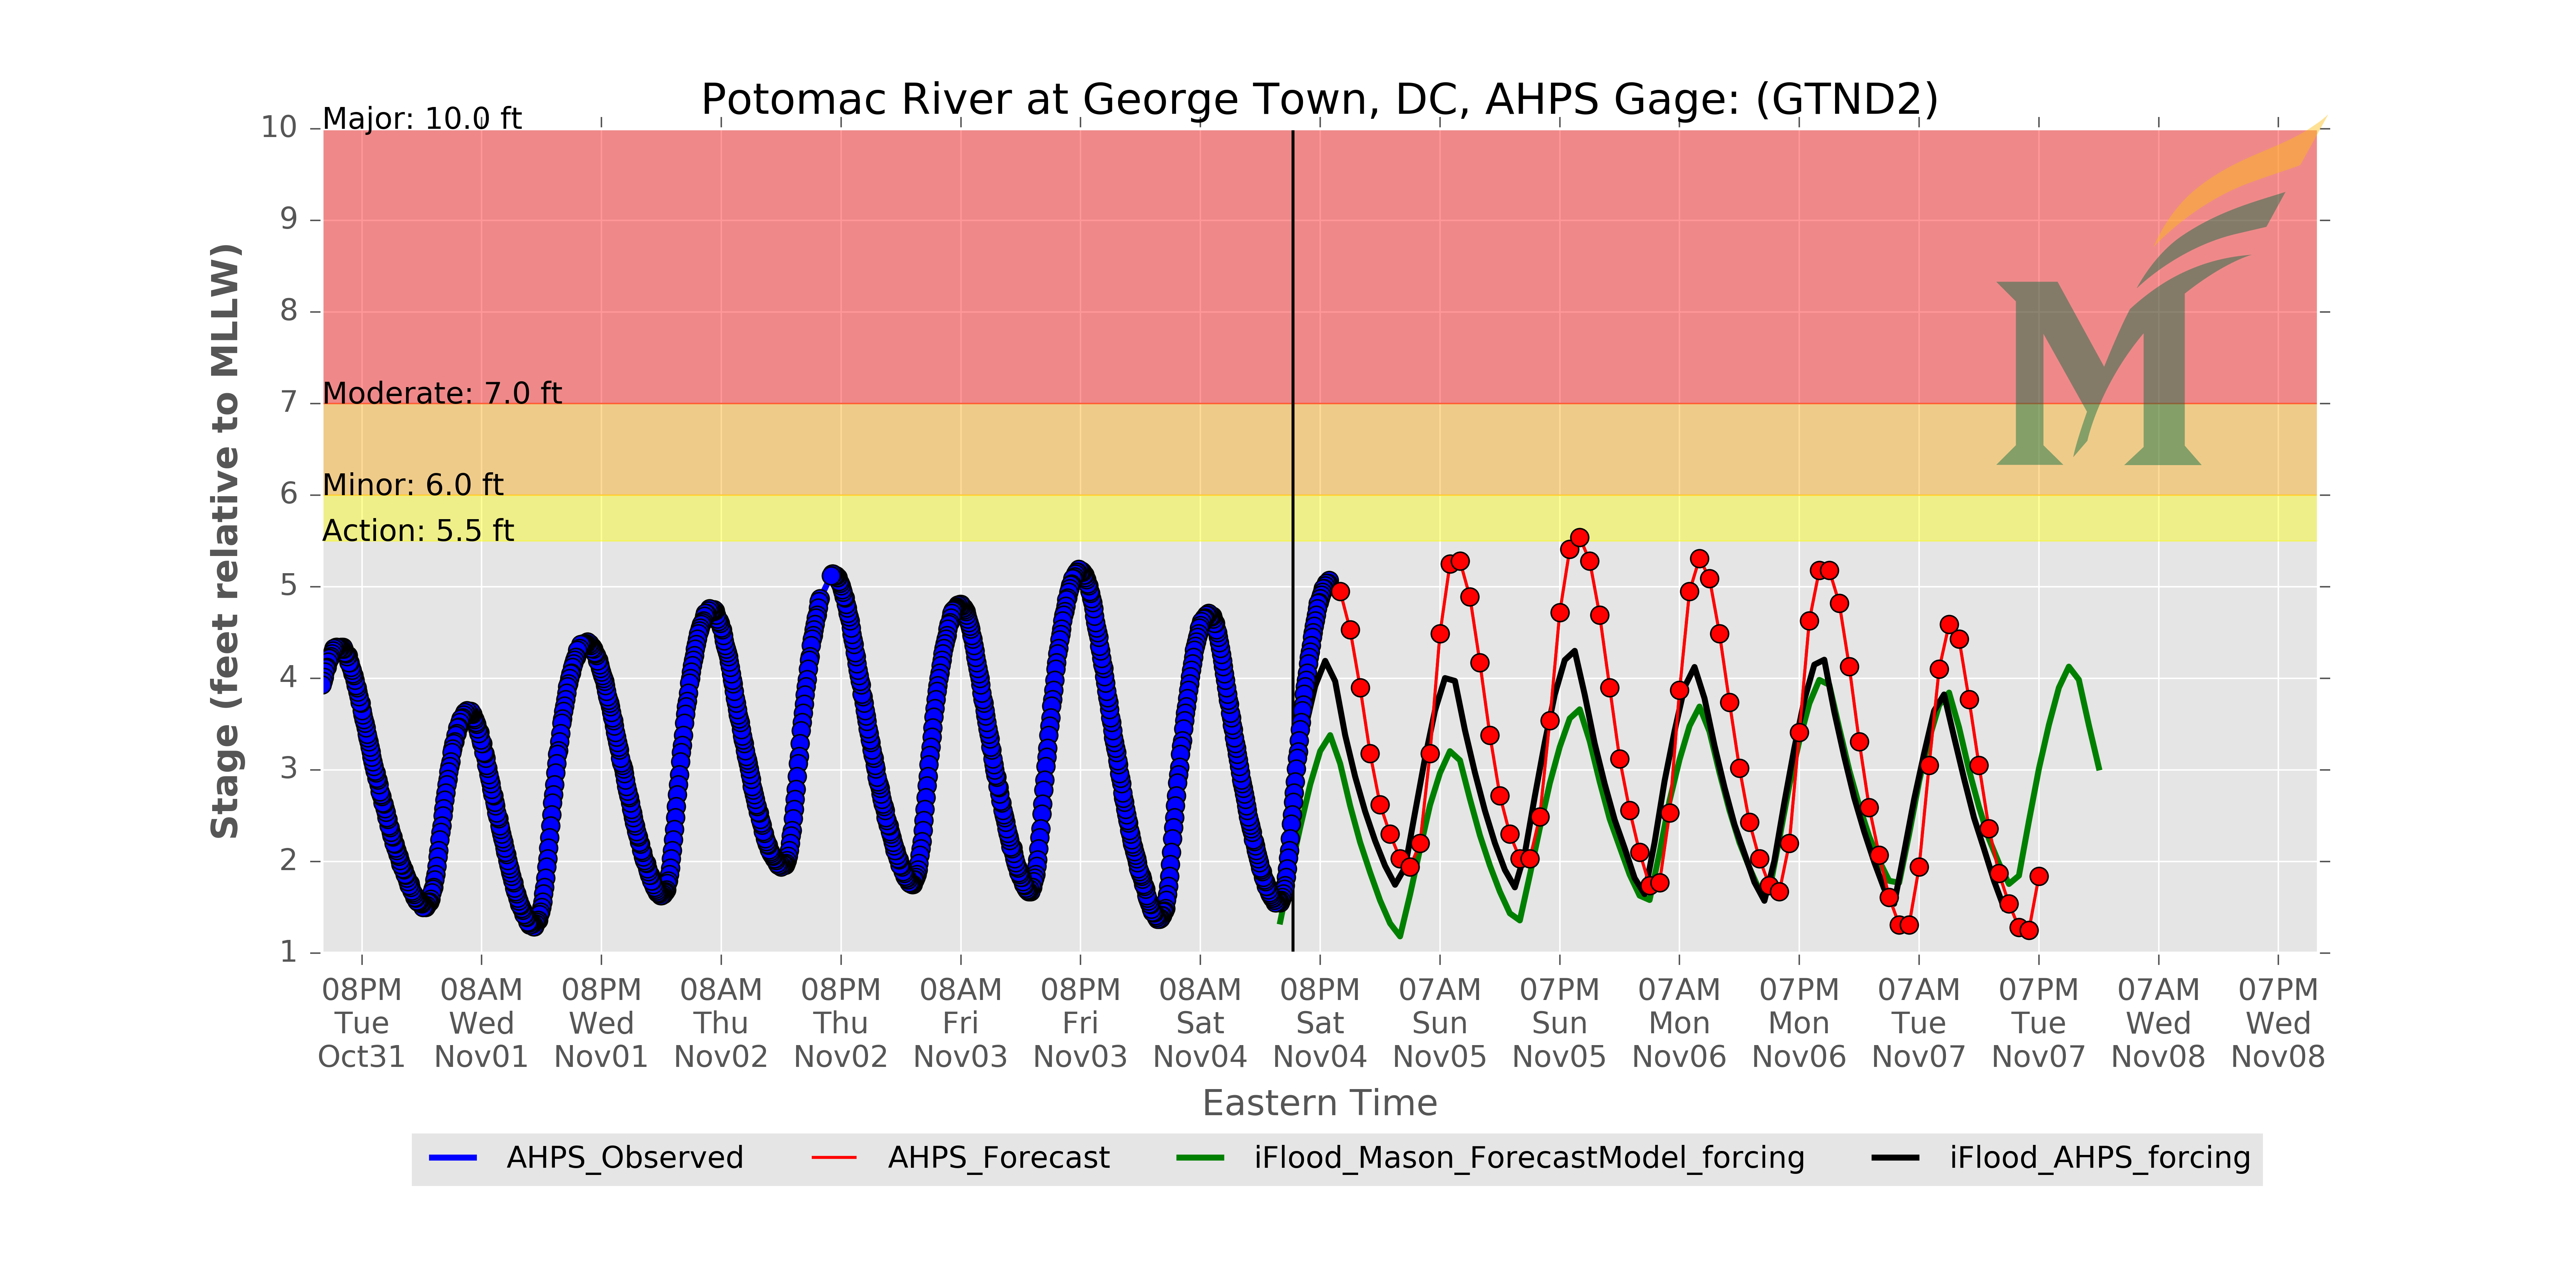 Potomac River at George Town, DC, AHPS Gage: (GTND2)
Stage (feet relative to MLLW)
10
9
8
7
6
5
4
3
2
1
Major: 10.0 ft
Moderate: 7.0 ft
Minor: 6.0 ft
Action: 5.5 ft
M
08PM 08AM 08PM 08AM 08PM 08AM 08PM 08AM 08PM 07AM 07PM 07AM 07PM 07AM 07PM 07AM 07PM
Tue Wed Wed Thu Thu Fri Fri Sat Sat Sun Sun Mon Mon Tue Tue Wed Wed
Oct31 Nov01 Nov01 Nov02 Nov02 Nov03 Nov03 Nov04 Nov04 Nov05 Nov05 Nov06 Nov06 Nov07 Nov07 Nov08 Nov08
Eastern Time
AHPS_Observed AHPS_Forecast iFlood_Mason_ForecastModel_forcing iFlood_AHPS_forcing